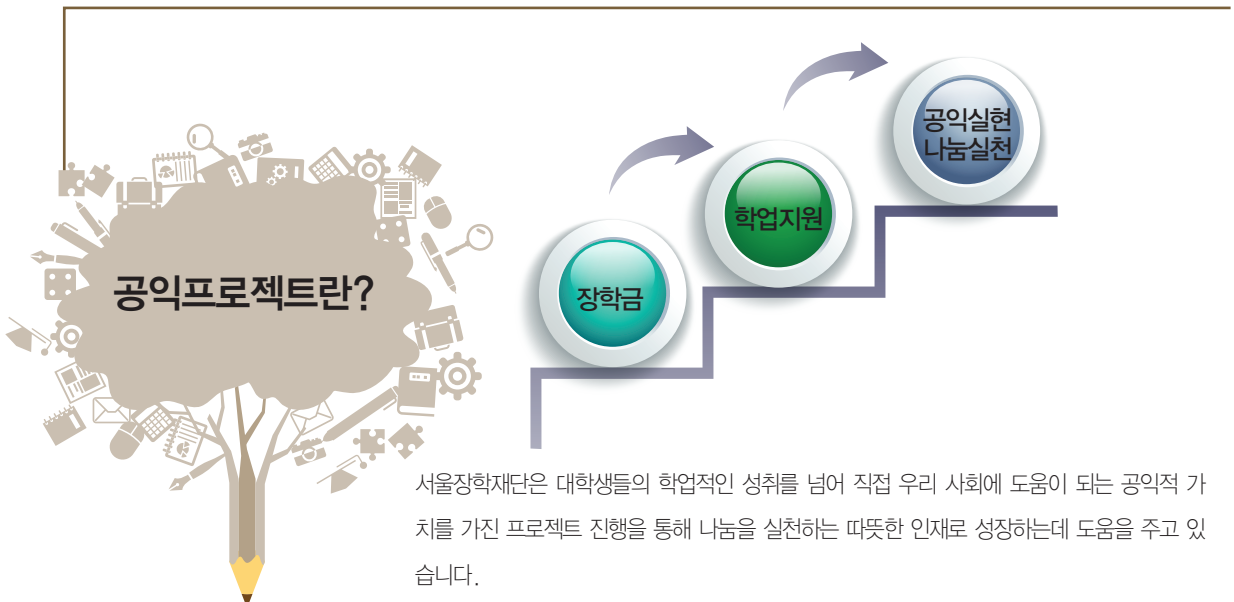 공익프로젝트란?
장학금
학업지원
공익실현
나눔실천
서울장학재단은 대학생들의 학업적인 성취를 넘어 직접 우리 사회에 도움이 되는 공익적 가
치를 가진 프로젝트 진행을 통해 나눔을 실천하는 따뜻한 인재로 성장하는데 도움을 주고 있
습니다.